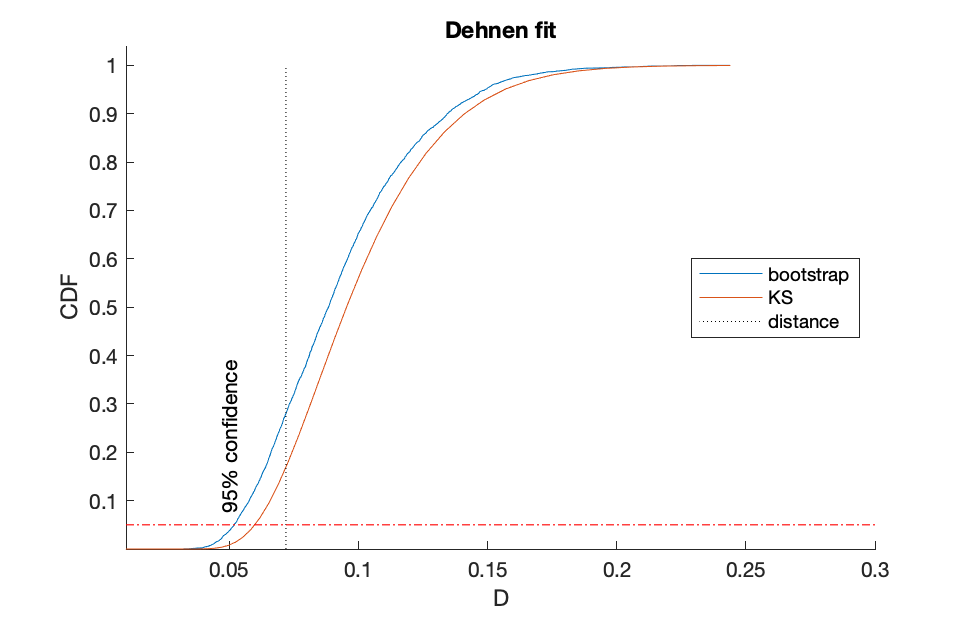 Dehnen fit
1
0.9
0.8
0.7
0.6
0.5
0.4
0.3
0.2
0.1
CDF
95% confidence
bootstrap
KS
distance
0.05
0.1
0.15
0.2
0.25
0.3
D